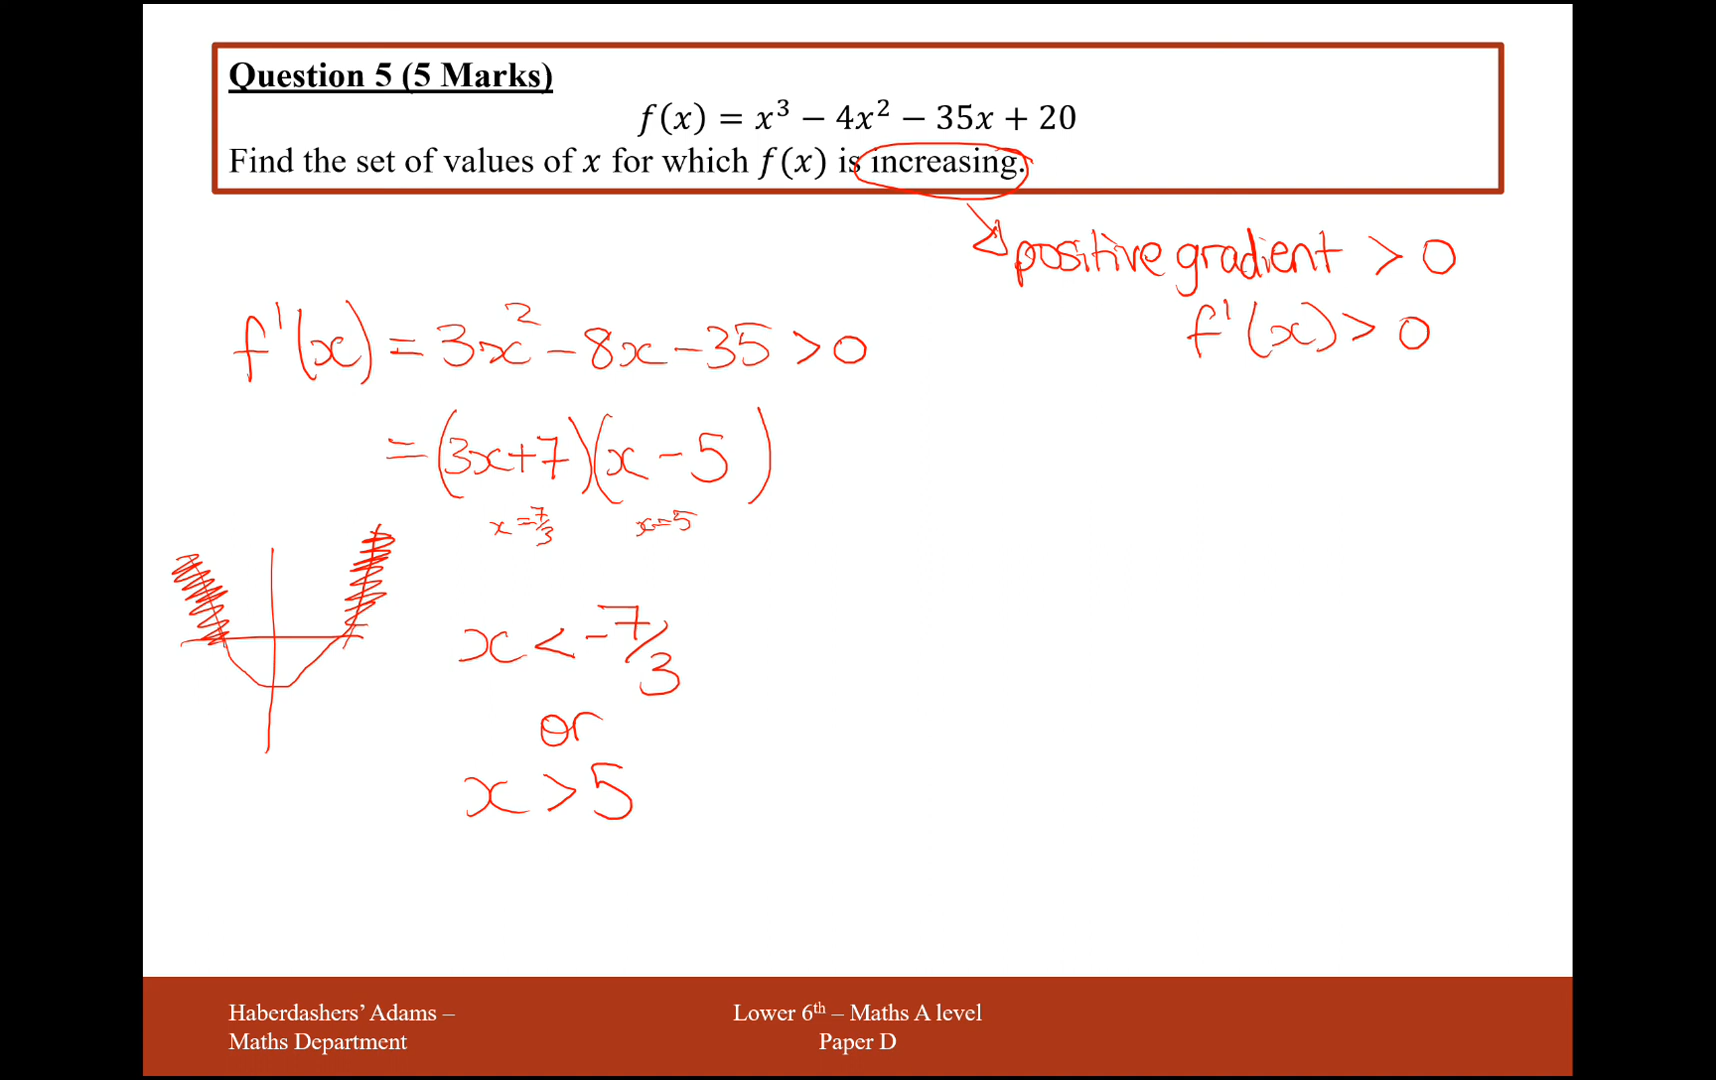 Question 5 (5 Marks)
f(x) = x³ − 4x² − 35x + 20
Find the set of values of x for which f(x) is increasing.
positive gradient > 0
f'(x) > 0
f'(x) = 3x² − 8x − 35 > 0
= (3x+7)(x − 5)
x = 7/3 x=5
x < −7/3
or
x > 5
Haberdashers' Adams –
Maths Department
Lower 6ᵗʰ – Maths A level
Paper D